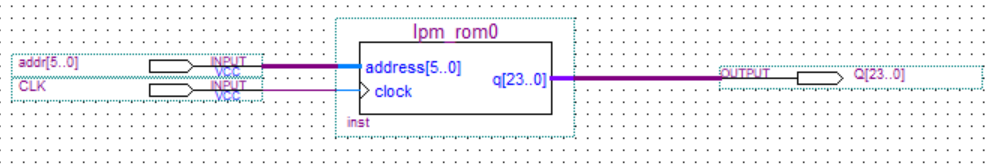 lpm_rom0
addr[5..0] INPUT VCC
CLK INPUT VCC
address[5..0]
clock
q[23..0]
inst
OUTPUT Q[23..0]